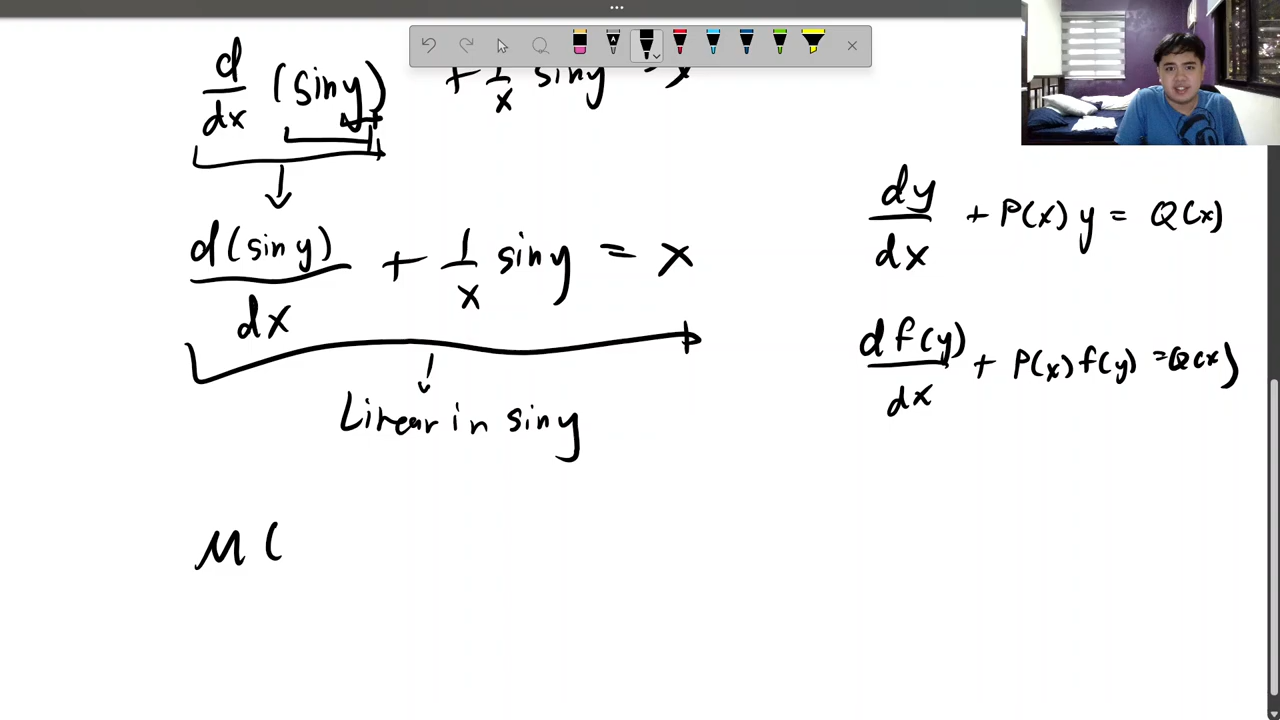 d/dx (sin y) + 1/x sin y = x
d(sin y)/dx + 1/x sin y = x
Linear in sin y
μ(
dy/dx + P(x) y = Q(x)
d f(y)/dx + P(x) f(y) = Q(x)